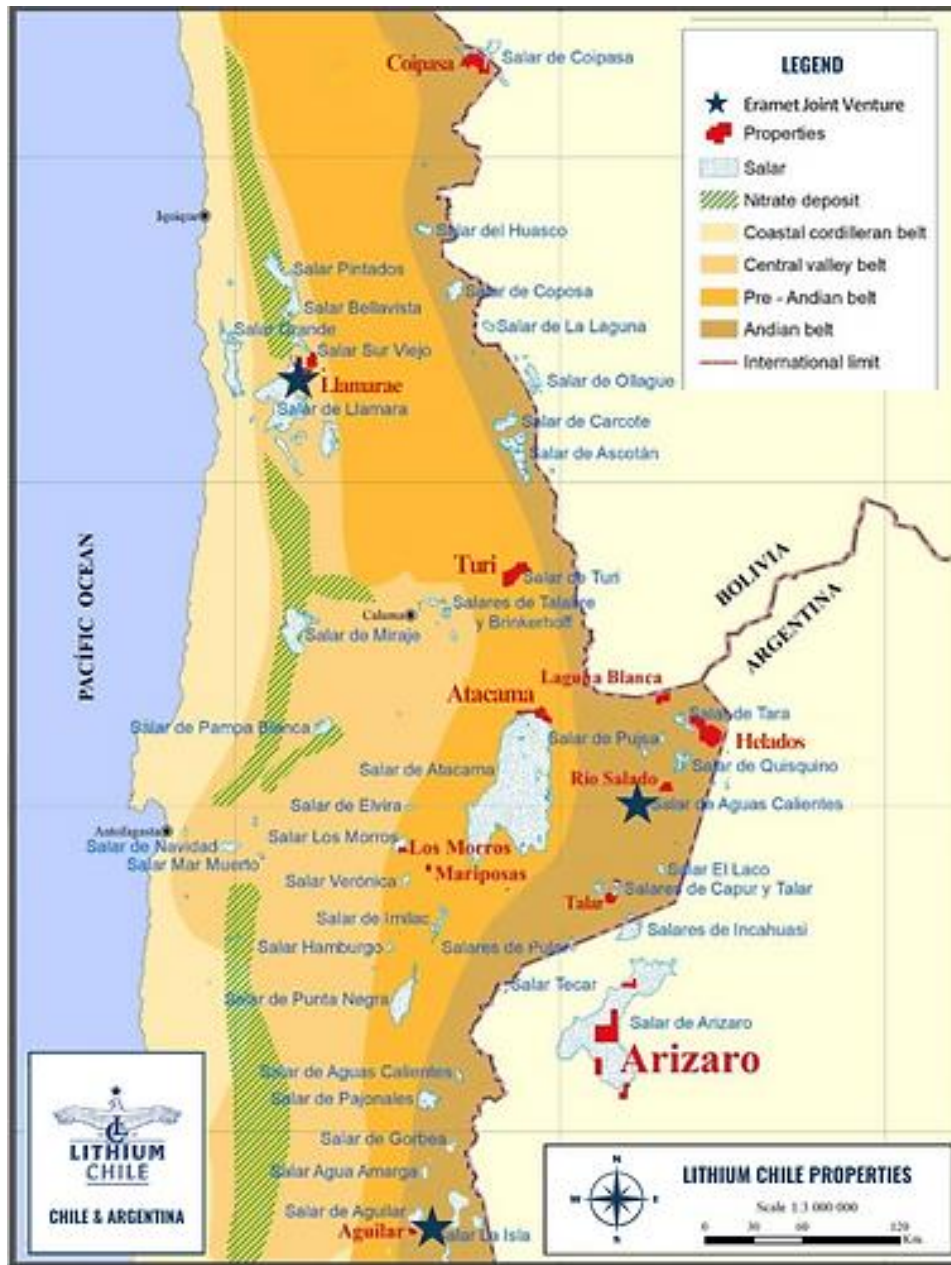 Coipasa
Salar de Coipasa
LEGEND
Eramet Joint Venture
Properties
Salar
Nitrate deposit
Coastal cordilleran belt
Central valley belt
Pre - Andian belt
Andian belt
International limit
Iquique
Salar del Huasco
Salar Pintados
Salar de Coposa
Salar Bellavista
Salar Grande
Salar de La Laguna
Salar Sur Viejo
Llamarae
Salar de Ollague
Salar de Llamara
Salar de Carcote
Salar de Ascotán
PACÍFIC OCEAN
BOLIVIA
ARGENTINA
Turi
Salar de Turi
Calama
Salares de Talabre
y Brinkerhoff
Salar de Miraje
Laguna Blanca
Atacama
Salar de Tara
Salar de Pampa Blanca
Salar de Pujsa
Helados
Salar de Atacama
Salar de Quisquino
Rio Salado
Salar de Elvira
Salar de Aguas Calientes
Antofagasta
Salar de Navidad
Salar Los Morros
Los Morros
Salar Mar Muerto
Mariposas
Salar El Laco
Salar Verónica
Salares de Capur y Talar
Talar
Salar de Imilac
Salares de Incahuasi
Salar Hamburgo
Salares de Pular
Salar Tecar
Salar de Punta Negra
Salar de Arizaro
Arizaro
Salar de Aguas Calientes
Salar de Pajonales
Salar de Gorbea
Salar Agua Amarga
Salar de Aguilar
Aguilar
Salar La Isla
LITHIUM
CHILE
CHILE & ARGENTINA
N
W
E
S
LITHIUM CHILE PROPERTIES
Scale 1:3 000 000
0 30 60 120
Km.